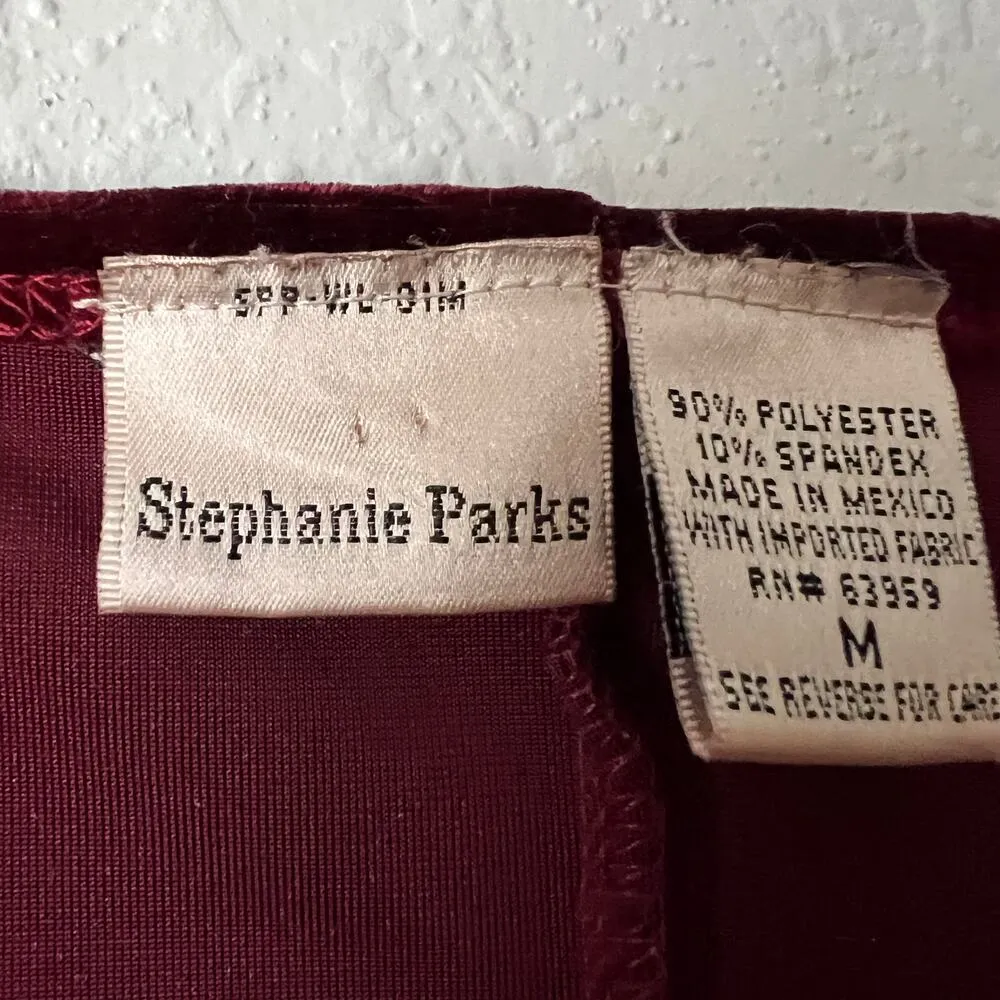 Stephanie Parks
90% POLYESTER
10% SPANDEX
MADE IN MEXICO
WITH IMPORTED FABRIC
RN# 63959
M
SEE REVERSE FOR CARE